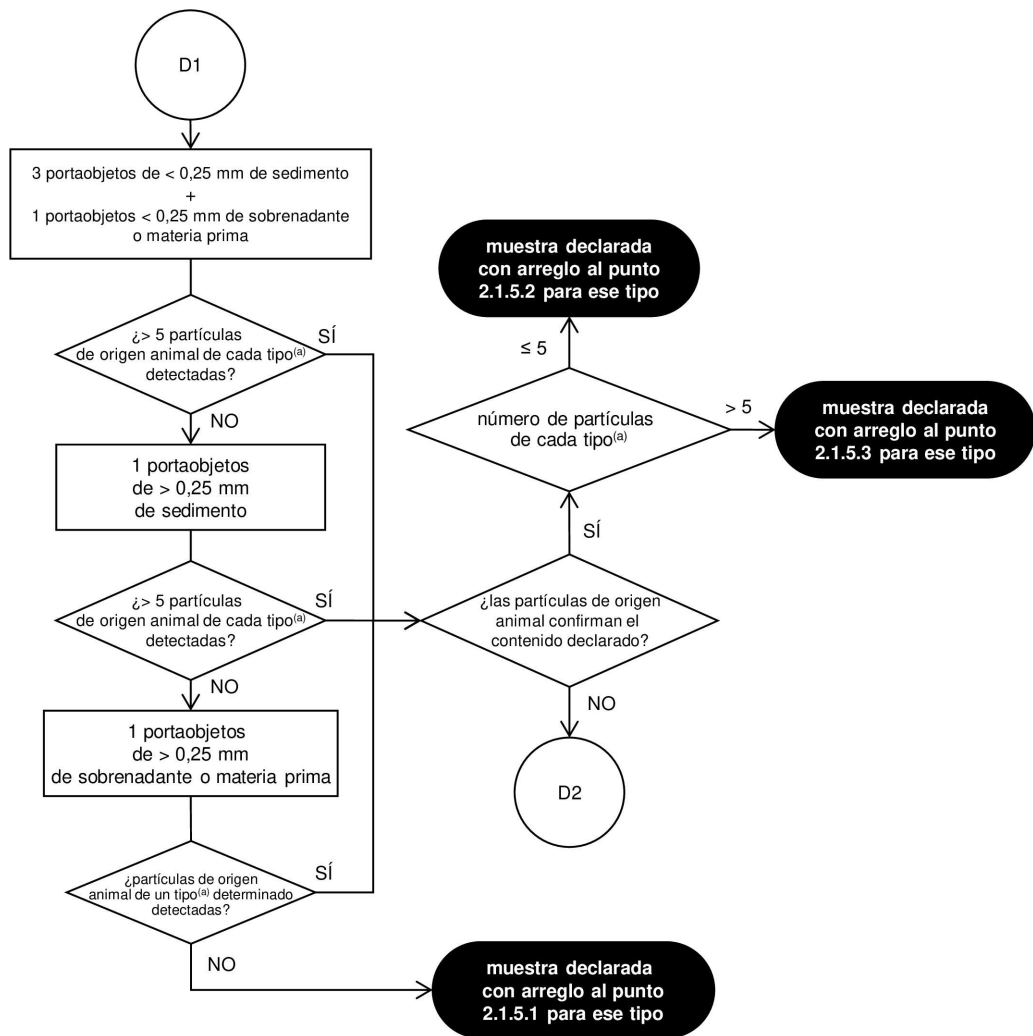 D1
3 portaobjetos de < 0,25 mm de sedimento
+
1 portaobjetos < 0,25 mm de sobrenadante
o materia prima
¿> 5 partículas
de origen animal de cada tipo(a)
detectadas?
SÍ
NO
1 portaobjetos
de > 0,25 mm
de sedimento
¿> 5 partículas
de origen animal de cada tipo(a)
detectadas?
SÍ
NO
1 portaobjetos
de > 0,25 mm
de sobrenadante o materia prima
¿partículas de origen
animal de un tipo(a) determinado
detectadas?
SÍ
NO
muestra declarada
con arreglo al punto
2.1.5.1 para ese tipo
¿las partículas de origen
animal confirman el
contenido declarado?
SÍ
NO
D2
número de partículas
de cada tipo(a)
≤ 5
> 5
muestra declarada
con arreglo al punto
2.1.5.2 para ese tipo
muestra declarada
con arreglo al punto
2.1.5.3 para ese tipo